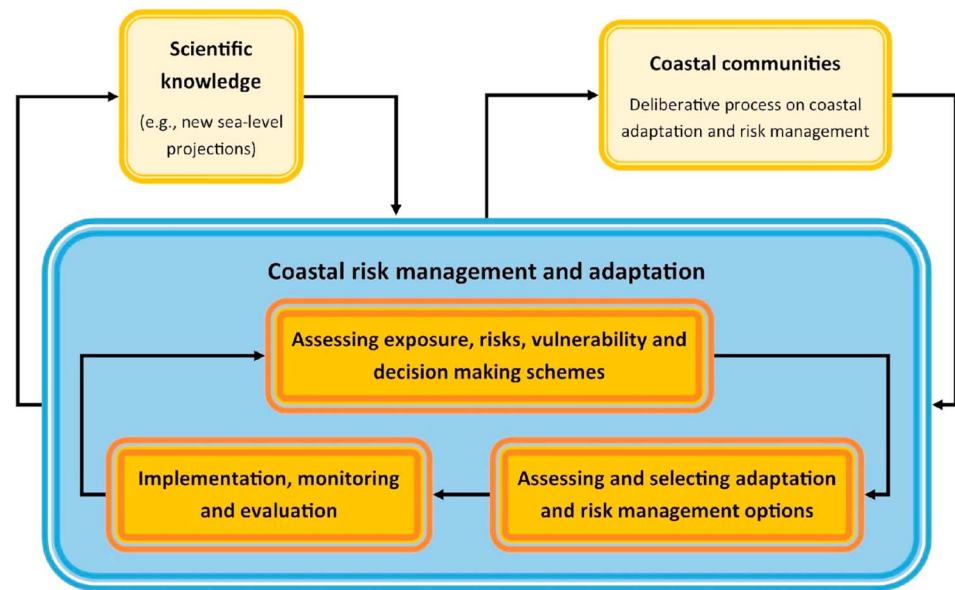 Scientific
knowledge
(e.g., new sea-level
projections)
Coastal communities
Deliberative process on coastal
adaptation and risk management
Coastal risk management and adaptation
Assessing exposure, risks, vulnerability and
decision making schemes
Implementation, monitoring
and evaluation
Assessing and selecting adaptation
and risk management options